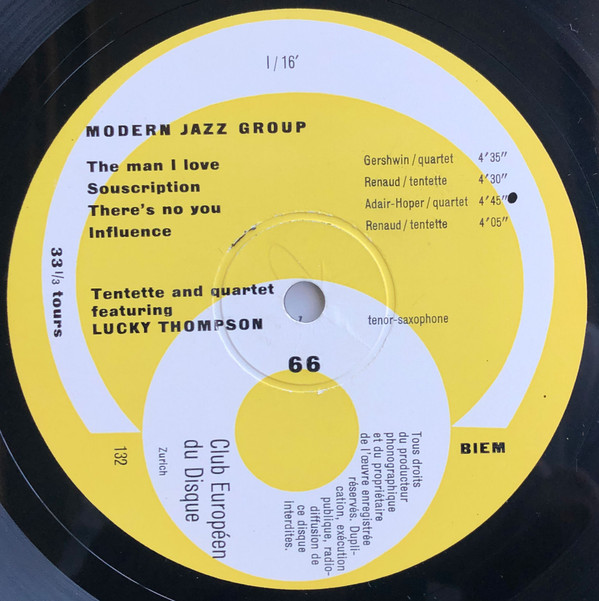 I / 16'
MODERN JAZZ GROUP
The man I love Gershwin / quartet 4'35"
Souscription Renaud / tentette 4'30"
There's no you Adair-Hoper / quartet 4'45"
Influence Renaud / tentette 4'05"
33 1/3 tours
Tentette and quartet
featuring
LUCKY THOMPSON tenor-saxophone
66
BIEM
132
Zurich
Club Européen
du Disque
Tous droits
du producteur
phonographique
et du propriétaire
de l'œuvre enregistrée
réservés. Dupli-
cation, exécution
publique, radio-
diffusion de
ce disque
interdites.